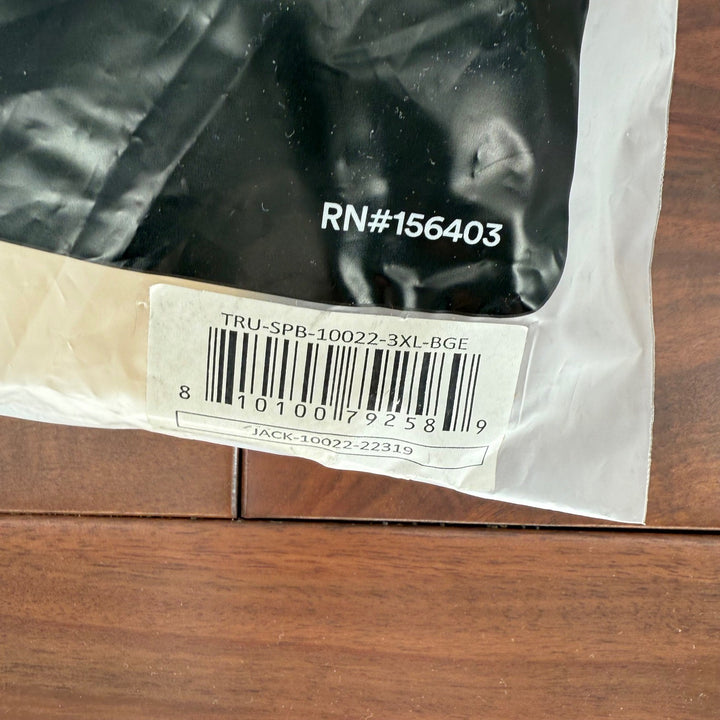 RN#156403
TRU-SPB-10022-3XL-BGE
8 10100 79258 9
JACK-10022-22319